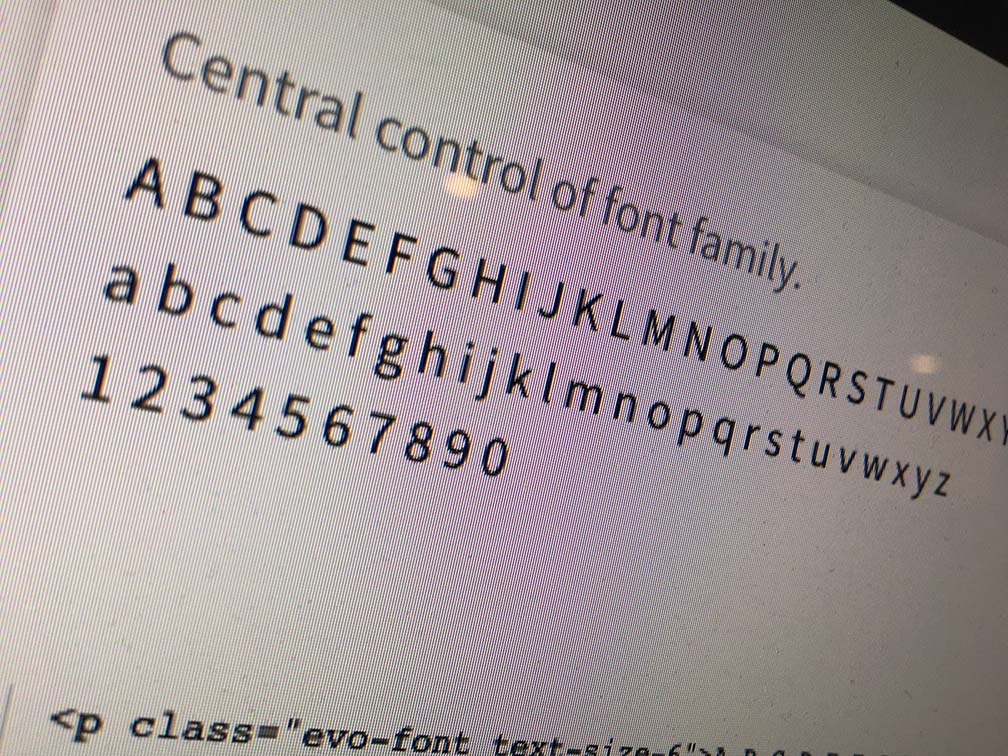 Central control of font family.
A B C D E F G H I J K L M N O P Q R S T U V W X
a b c d e f g h i j k l m n o p q r s t u v w x y z
1 2 3 4 5 6 7 8 9 0
<p class="evo-font text-size-6">A B C D E F